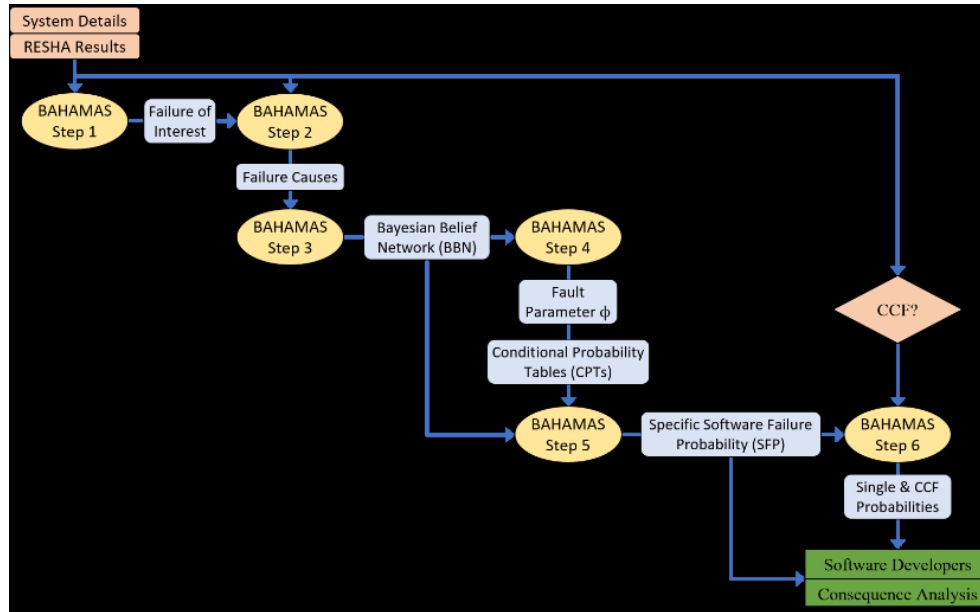 System Details
RESHA Results
BAHAMAS
Step 1
Failure of
Interest
BAHAMAS
Step 2
Failure Causes
BAHAMAS
Step 3
Bayesian Belief
Network (BBN)
BAHAMAS
Step 4
Fault
Parameter ϕ
CCF?
Conditional Probability
Tables (CPTs)
BAHAMAS
Step 5
Specific Software Failure
Probability (SFP)
BAHAMAS
Step 6
Single & CCF
Probabilities
Software Developers
Consequence Analysis